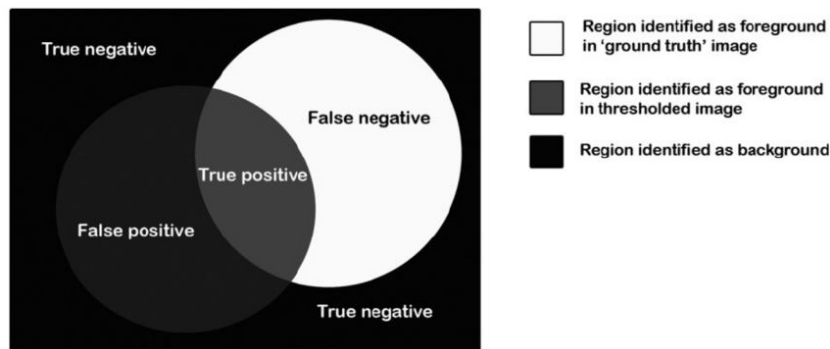 True negative
False negative
True positive
False positive
True negative
Region identified as foreground
in ‘ground truth’ image
Region identified as foreground
in thresholded image
Region identified as background